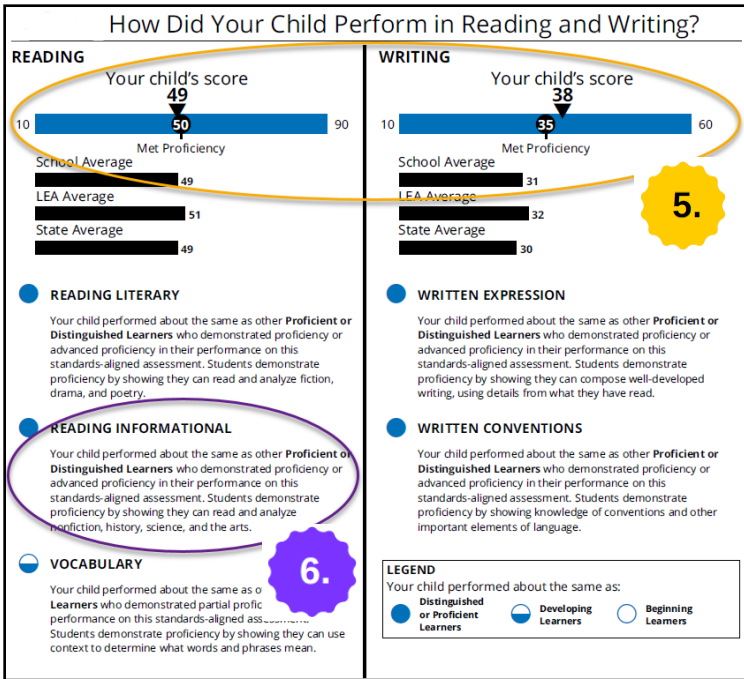 How Did Your Child Perform in Reading and Writing?
READING
Your child's score
49
10
50
90
Met Proficiency
School Average
49
LEA Average
51
State Average
49
READING LITERARY
Your child performed about the same as other Proficient or
Distinguished Learners who demonstrated proficiency or
advanced proficiency in their performance on this
standards-aligned assessment. Students demonstrate
proficiency by showing they can read and analyze fiction,
drama, and poetry.
READING INFORMATIONAL
Your child performed about the same as other Proficient or
Distinguished Learners who demonstrated proficiency or
advanced proficiency in their performance on this
standards-aligned assessment. Students demonstrate
proficiency by showing they can read and analyze
nonfiction, history, science, and the arts.
6.
VOCABULARY
Your child performed about the same as
Learners who demonstrated partial
performance on this standards-aligned
Students demonstrate proficiency by showing they can use
context to determine what words and phrases mean.
WRITING
Your child's score
38
10
35
60
Met Proficiency
School Average
31
LEA Average
32
State Average
30
5.
WRITTEN EXPRESSION
Your child performed about the same as other Proficient or
Distinguished Learners who demonstrated proficiency or
advanced proficiency in their performance on this
standards-aligned assessment. Students demonstrate
proficiency by showing they can compose well-developed
writing, using details from what they have read.
WRITTEN CONVENTIONS
Your child performed about the same as other Proficient or
Distinguished Learners who demonstrated proficiency or
advanced proficiency in their performance on this
standards-aligned assessment. Students demonstrate
proficiency by showing knowledge of conventions and other
important elements of language.
LEGEND
Your child performed about the same as:
Distinguished
or Proficient
Learners
Developing
Learners
Beginning
Learners